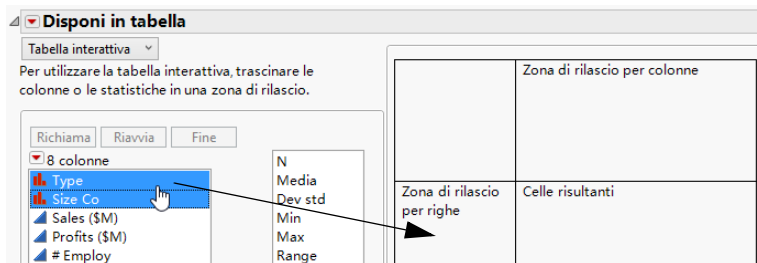 Disponi in tabella
Tabella interattiva
Per utilizzare la tabella interattiva, trascinare le
colonne o le statistiche in una zona di rilascio.
Richiama Riavvia Fine
8 colonne
Type
Size Co
Sales ($M)
Profits ($M)
# Employ
N
Media
Dev std
Min
Max
Range
Zona di rilascio per colonne
Zona di rilascio
per righe
Celle risultanti